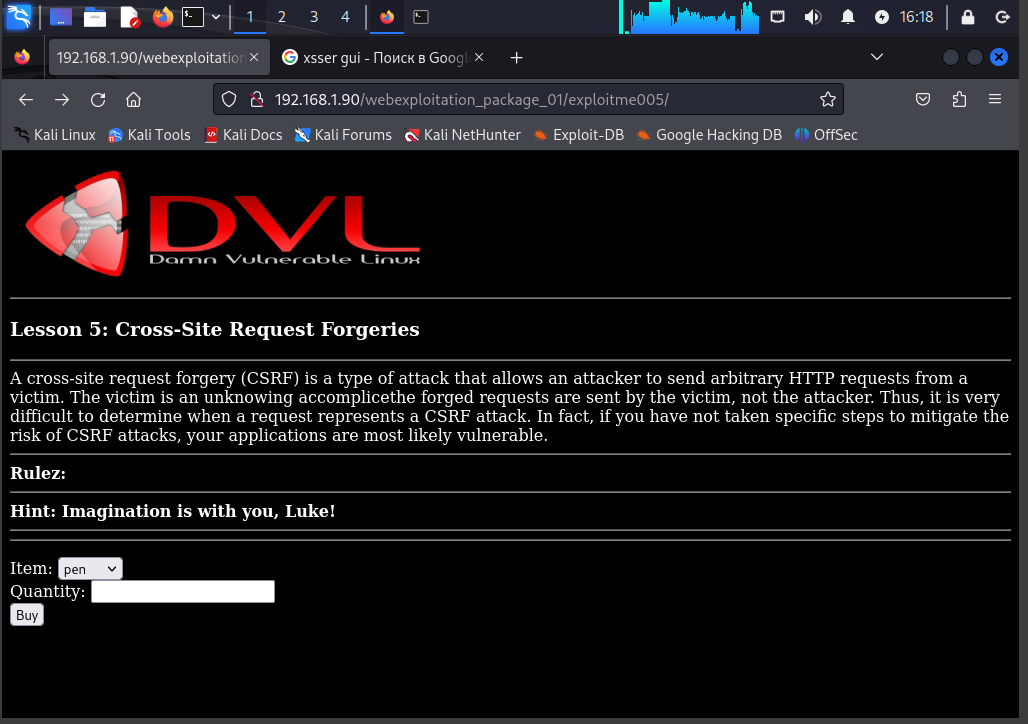 1 2 3 4 16:18
192.168.1.90/webexploitation xsser gui - Поиск в Googl
192.168.1.90/webexploitation_package_01/exploitme005/
Kali Linux Kali Tools Kali Docs Kali Forums Kali NetHunter Exploit-DB Google Hacking DB OffSec
DVL
Damn Vulnerable Linux
Lesson 5: Cross-Site Request Forgeries
A cross-site request forgery (CSRF) is a type of attack that allows an attacker to send arbitrary HTTP requests from a
victim. The victim is an unknowing accomplicethe forged requests are sent by the victim, not the attacker. Thus, it is very
difficult to determine when a request represents a CSRF attack. In fact, if you have not taken specific steps to mitigate the
risk of CSRF attacks, your applications are most likely vulnerable.
Rulez:
Hint: Imagination is with you, Luke!
Item: pen
Quantity:
Buy